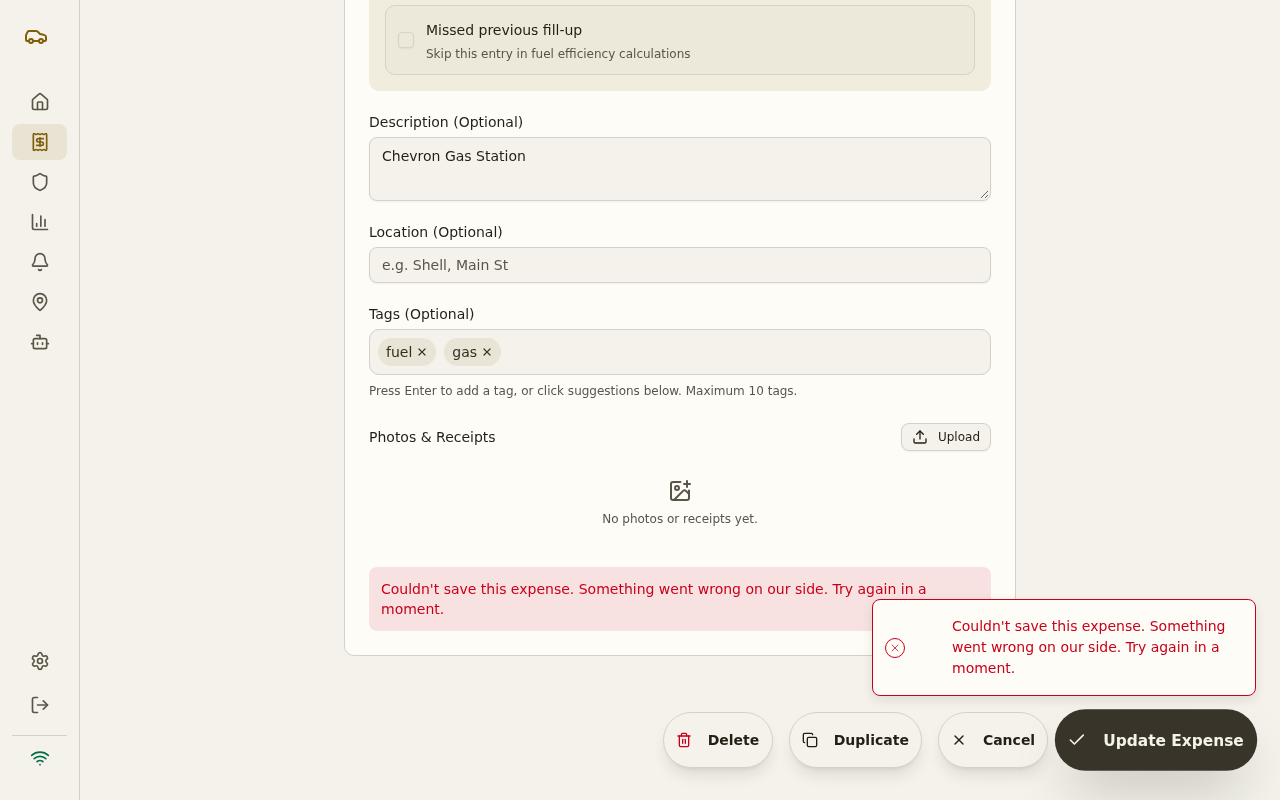 Missed previous fill-up
Skip this entry in fuel efficiency calculations
Description (Optional)
Chevron Gas Station
Location (Optional)
e.g. Shell, Main St
Tags (Optional)
fuel ✕ gas ✕
Press Enter to add a tag, or click suggestions below. Maximum 10 tags.
Photos & Receipts
Upload
No photos or receipts yet.
Couldn't save this expense. Something went wrong on our side. Try again in a
moment.
Couldn't save this expense. Something
went wrong on our side. Try again in a
moment.
Delete
Duplicate
Cancel
Update Expense